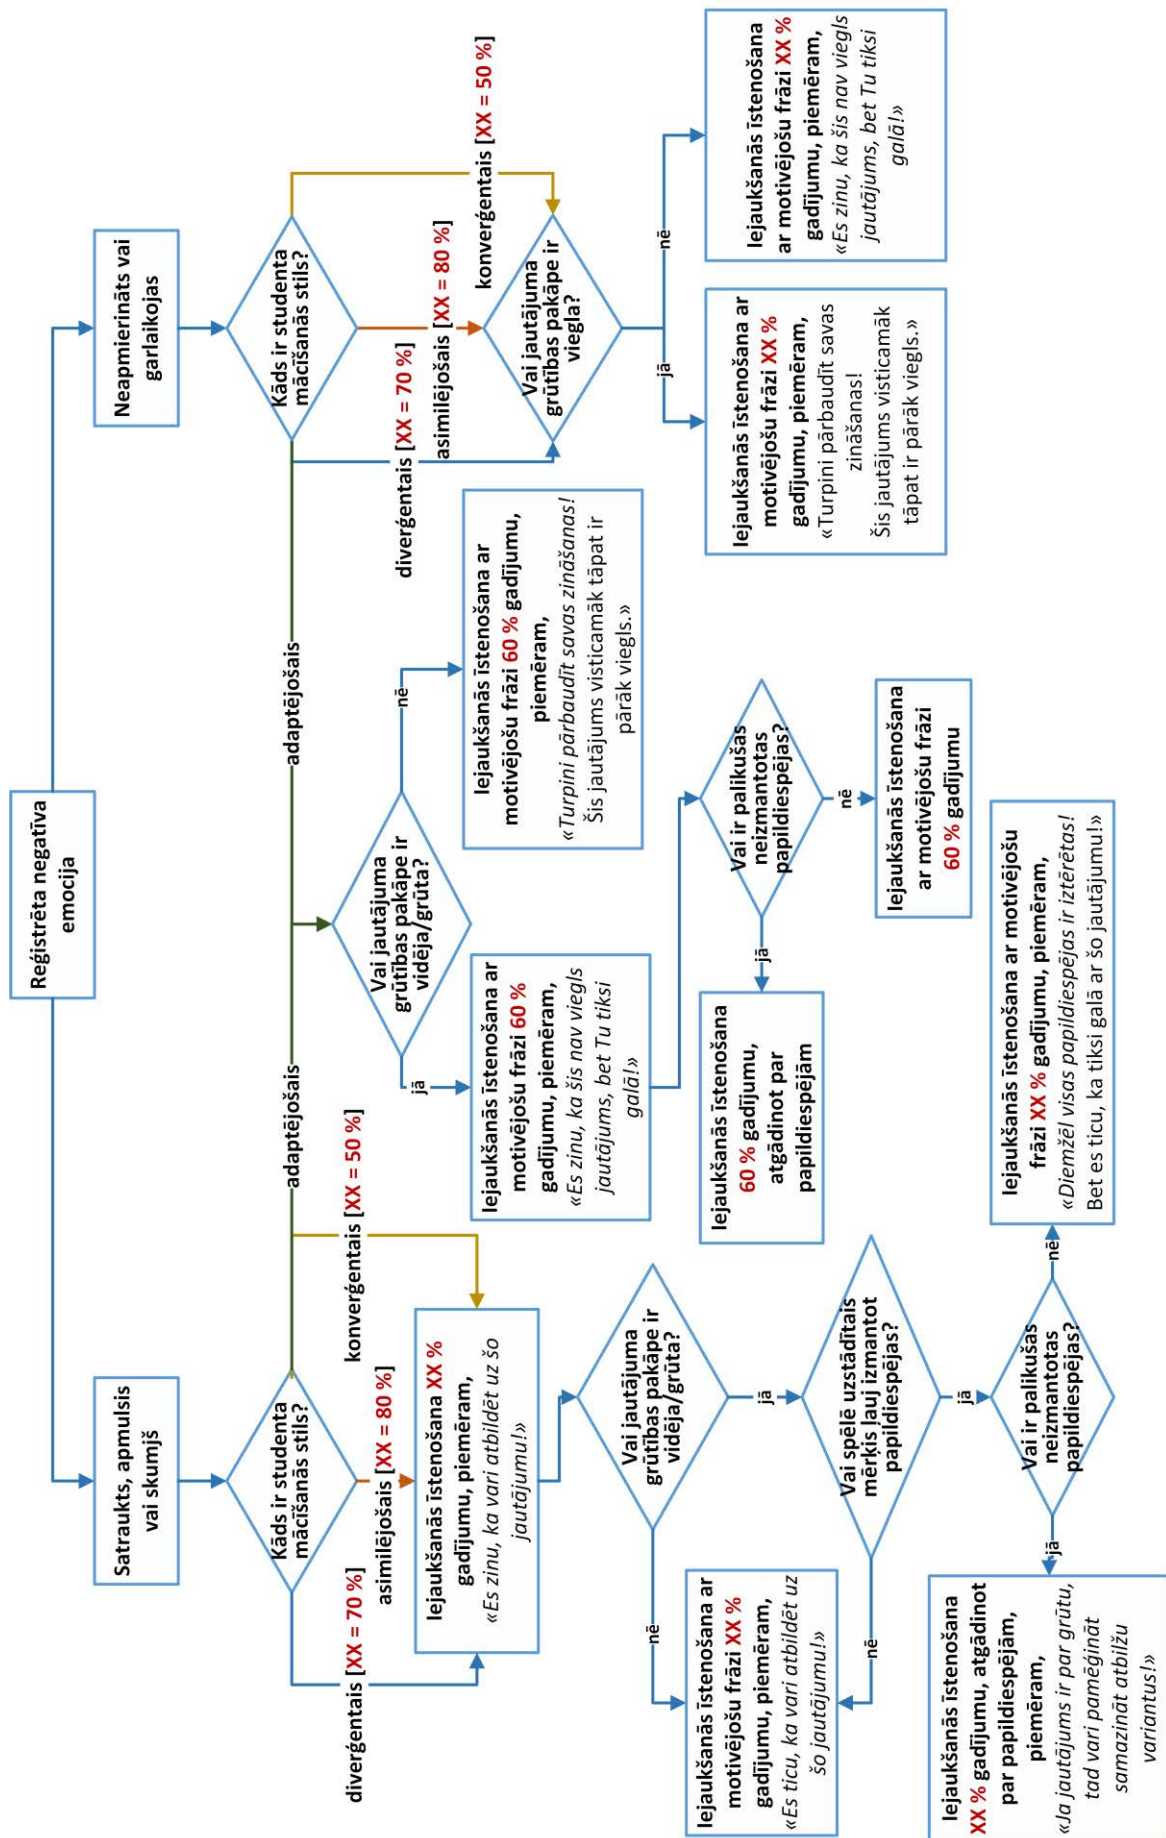 Reģistrēta negatīva
emocija
Satraukts, apmulsis
vai skumjš
Neapmierināts vai
garlaikojas
Kāds ir studenta
mācīšanās stils?
Kāds ir studenta
mācīšanās stils?
adaptējošais
adaptējošais
diverģentais [XX = 70 %]
asimilējošais [XX = 80 %]
konverģentais [XX = 50 %]
diverģentais [XX = 70 %]
asimilējošais [XX = 80 %]
konverģentais [XX = 50 %]
Iejaukšanās īstenošana XX %
gadījumu, piemēram,
«Es zinu, ka vari atbildēt uz šo
jautājumu!»
Vai jautājuma
grūtības pakāpe ir
vidēja/grūta?
nē
jā
Iejaukšanās īstenošana ar
motivējošu frāzi XX %
gadījumu, piemēram,
«Es ticu, ka vari atbildēt uz
šo jautājumu!»
Vai spēlē uzstādītais
mērķis ļauj izmantot
papildiespējas?
nē
jā
Vai ir palikušas
neizmantotas
papildiespējas?
jā
nē
Iejaukšanās īstenošana
XX % gadījumu, atgādinot
par papildiespējām,
piemēram,
«Ja jautājums ir par grūtu,
tad vari pamēģināt
samazināt atbilžu
variantus!»
Iejaukšanās īstenošana ar motivējošu
frāzi XX % gadījumu, piemēram,
«Diemžēl visas papildiespējas ir iztērētas!
Bet es ticu, ka tiksi galā ar šo jautājumu!»
Vai jautājuma
grūtības pakāpe ir
vidēja/grūta?
jā
nē
Iejaukšanās īstenošana ar
motivējošu frāzi 60 %
gadījumu, piemēram,
«Es zinu, ka šis nav viegls
jautājums, bet Tu tiksi
galā!»
Iejaukšanās īstenošana ar
motivējošu frāzi 60 % gadījumu,
piemēram,
«Turpini pārbaudīt savas zināšanas!
Šis jautājums visticamāk tāpat ir
pārāk viegls.»
Vai ir palikušas
neizmantotas
papildiespējas?
jā
nē
Iejaukšanās īstenošana
60 % gadījumu,
atgādinot par
papildiespējām
Iejaukšanās īstenošana
ar motivējošu frāzi
60 % gadījumu
Vai jautājuma
grūtības pakāpe ir
viegla?
jā
nē
Iejaukšanās īstenošana ar
motivējošu frāzi XX %
gadījumu, piemēram,
«Turpini pārbaudīt savas
zināšanas!
Šis jautājums visticamāk
tāpat ir pārāk viegls.»
Iejaukšanās īstenošana
ar motivējošu frāzi XX %
gadījumu, piemēram,
«Es zinu, ka šis nav viegls
jautājums, bet Tu tiksi
galā!»